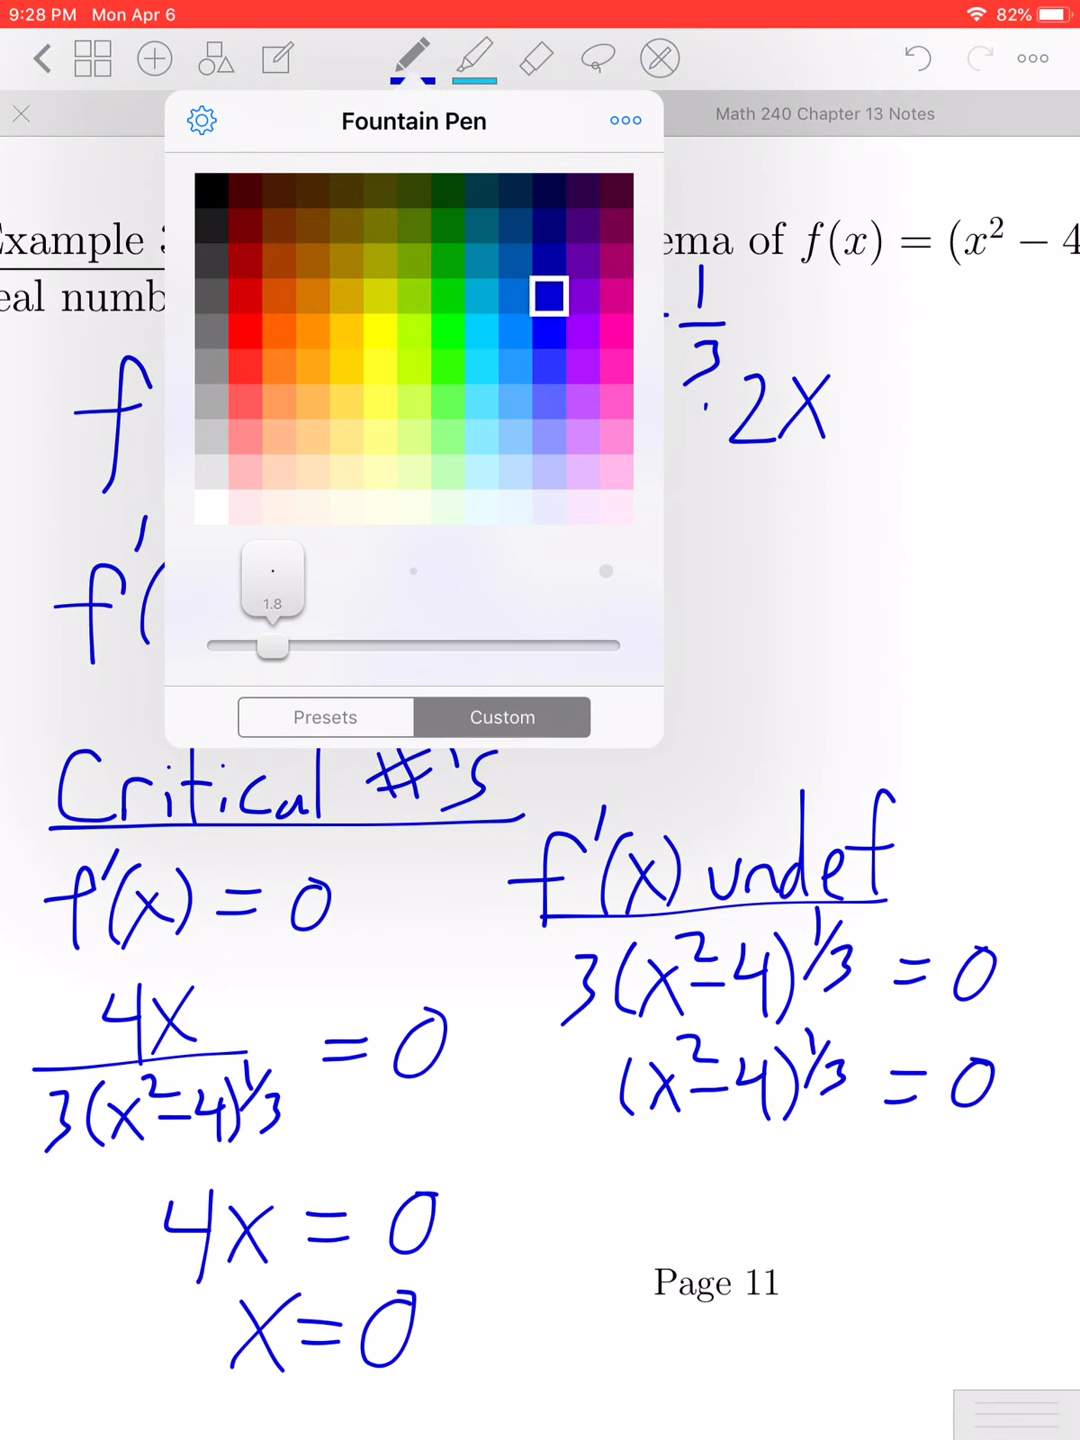 9:28 PM Mon Apr 6 82%
Fountain Pen
Math 240 Chapter 13 Notes
xample 3 ema of f(x) = (x² − 4
eal numb
f · 1/3 · 2x
f'(
1.8
Presets Custom
Critical #'s
f'(x) = 0
4x / 3(x²−4)^1/3 = 0
4x = 0
x = 0
f'(x) undef
3(x²−4)^1/3 = 0
(x²−4)^1/3 = 0
Page 11